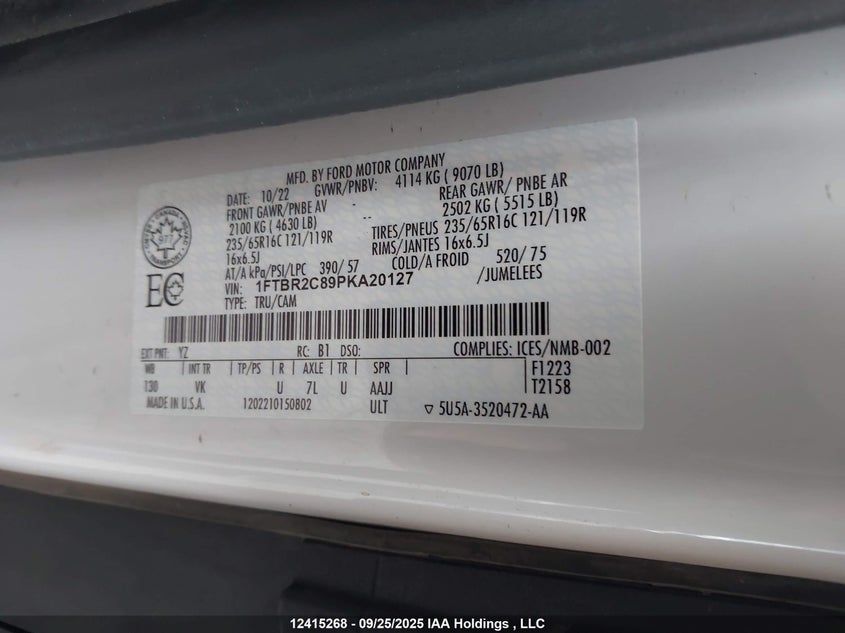 MFD. BY FORD MOTOR COMPANY
DATE: 10/22 GVWR/PNBV: 4114 KG ( 9070 LB)
FRONT GAWR/PNBE AV - REAR GAWR/ PNBE AR
2100 KG ( 4630 LB) -- 2502 KG ( 5515 LB)
235/65R16C 121/119R TIRES/PNEUS 235/65R16C 121/119R
16x6.5J RIMS/JANTES 16x6.5J
AT/A kPa/PSI/LPC 390/ 57 COLD/A FROID 520/ 75
VIN: 1FTBR2C89PKA20127 /JUMELEES
TYPE: TRU/CAM
977
TRANSPORT
EC
EXT PNT: YZ RC: B1 DSO: COMPLIES: ICES/NMB-002
WB INT TR TP/PS R AXLE TR SPR F1223
130 VK U 7L U AAJJ T2158
MADE IN U.S.A. 1202210150802 ULT ▽ 5U5A-3520472-AA
12415268 - 09/25/2025 IAA Holdings , LLC